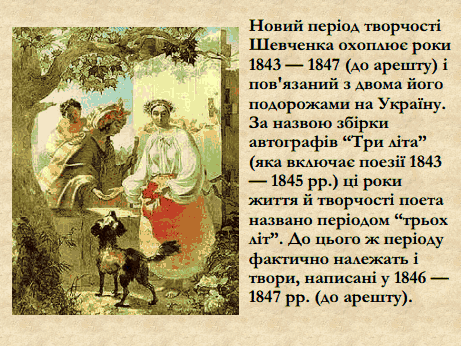 Новий період творчості
Шевченка охоплює роки
1843 — 1847 (до арешту) і
пов'язаний з двома його
подорожами на Україну.
За назвою збірки
автографів “Три літа”
(яка включає поезії 1843
— 1845 рр.) ці роки
життя й творчості поета
названо періодом “трьох
літ”. До цього ж періоду
фактично належать і
твори, написані у 1846 —
1847 рр. (до арешту).